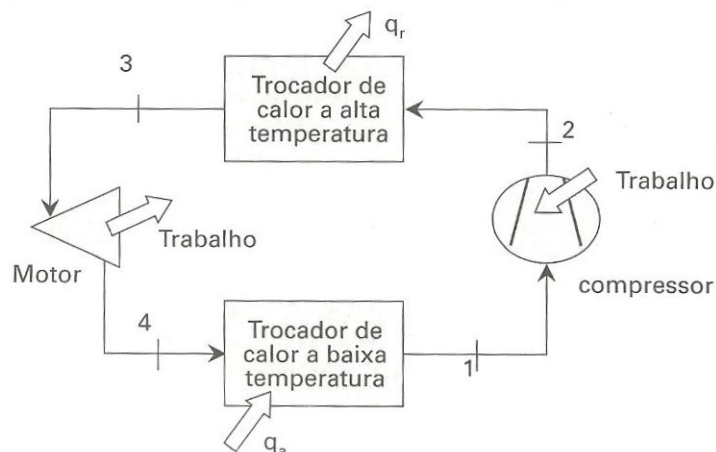 q_r
3
Trocador de
calor a alta
temperatura
2
Trabalho
Trabalho
Motor
compressor
4
Trocador de
calor a baixa
temperatura
1
q_a